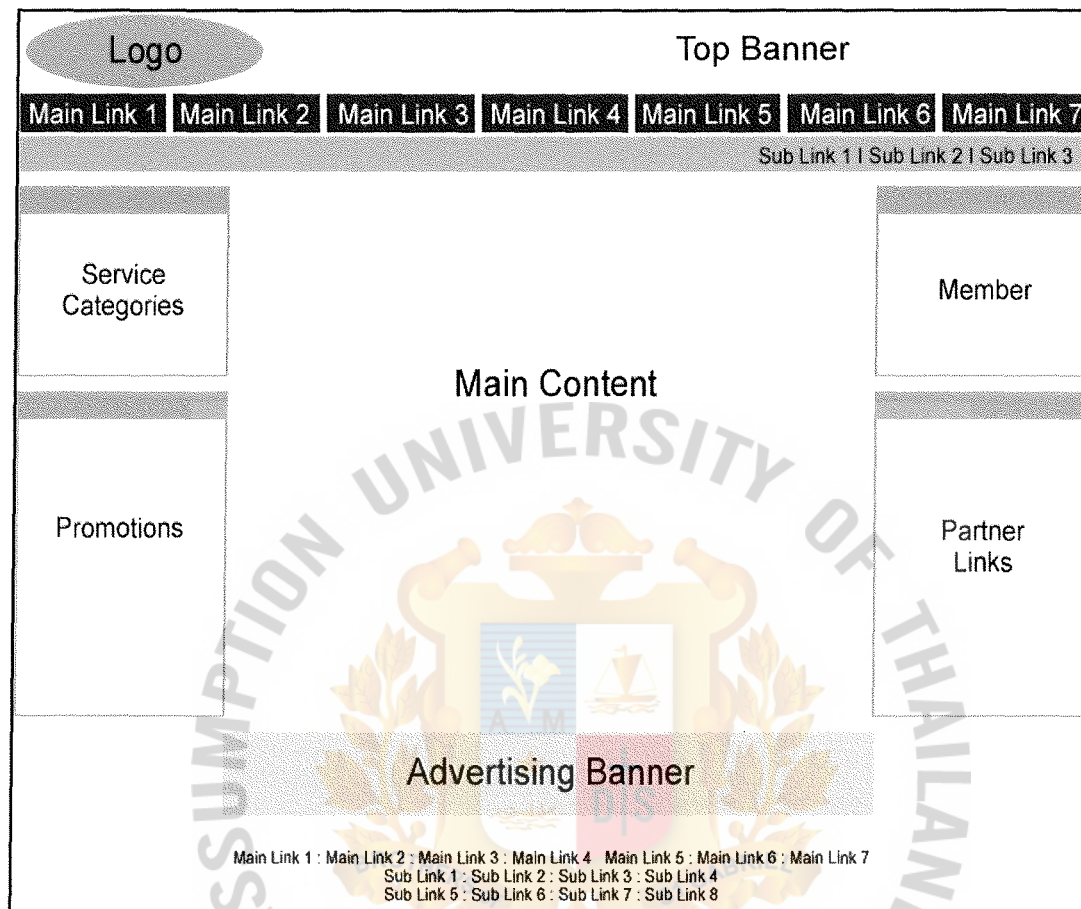 Logo
Top Banner
Main Link 1 Main Link 2 Main Link 3 Main Link 4 Main Link 5 Main Link 6 Main Link 7
Sub Link 1 I Sub Link 2 I Sub Link 3
Service
Categories
Member
Main Content
Promotions
Partner
Links
Advertising Banner
Main Link 1 : Main Link 2 : Main Link 3 : Main Link 4 Main Link 5 : Main Link 6 : Main Link 7
Sub Link 1 : Sub Link 2 : Sub Link 3 : Sub Link 4
Sub Link 5 : Sub Link 6 : Sub Link 7 : Sub Link 8
UNIVERSITY OF
A M
D S